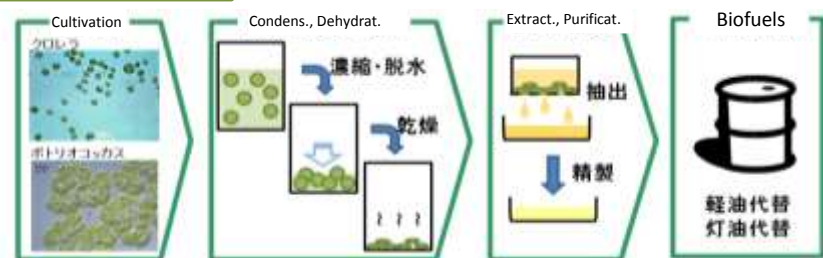 Cultivation
クロレラ
ボトリオコッカス
Condens., Dehydrat.
濃縮・脱水
乾燥
Extract., Purificat.
抽出
精製
Biofuels
軽油代替
灯油代替